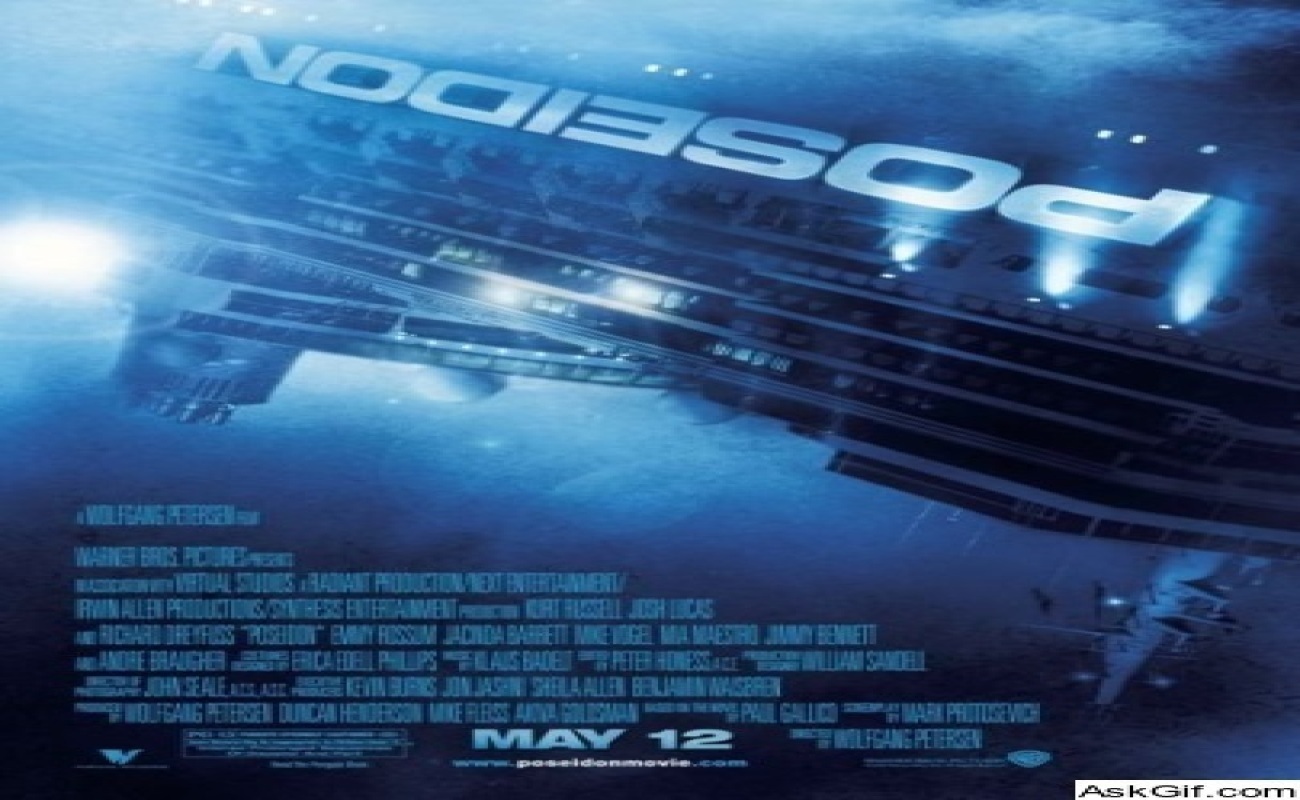 POSEIDON
A WOLFGANG PETERSEN FILM
WARNER BROS. PICTURES PRESENTS
VIRTUAL STUDIOS A RADIANT PRODUCTION/NEXT ENTERTAINMENT/
IRWIN ALLEN PRODUCTIONS/SYNTHESIS ENTERTAINMENT PRODUCTION KURT RUSSELL JOSH LUCAS
AND RICHARD DREYFUSS "POSEIDON" EMMY ROSSUM JACINDA BARRETT MIKE VOGEL MIA MAESTRO JIMMY BENNETT
AND ANDRE BRAUGHER ERICA EDELL PHILLIPS KLAUS BADELT PETER HONESS, A.C.E. WILLIAM SANDELL
JOHN SEALE, A.C.S., A.S.C. KEVIN BURNS JON JASHNI SHEILA ALLEN BENJAMIN WAISBREN
WOLFGANG PETERSEN DUNCAN HENDERSON MIKE FLEISS AKIVA GOLDSMAN PAUL GALLICO MARK PROTOSEVICH
MAY 12
WOLFGANG PETERSEN
www.poseidonmovie.com
AskGif.com